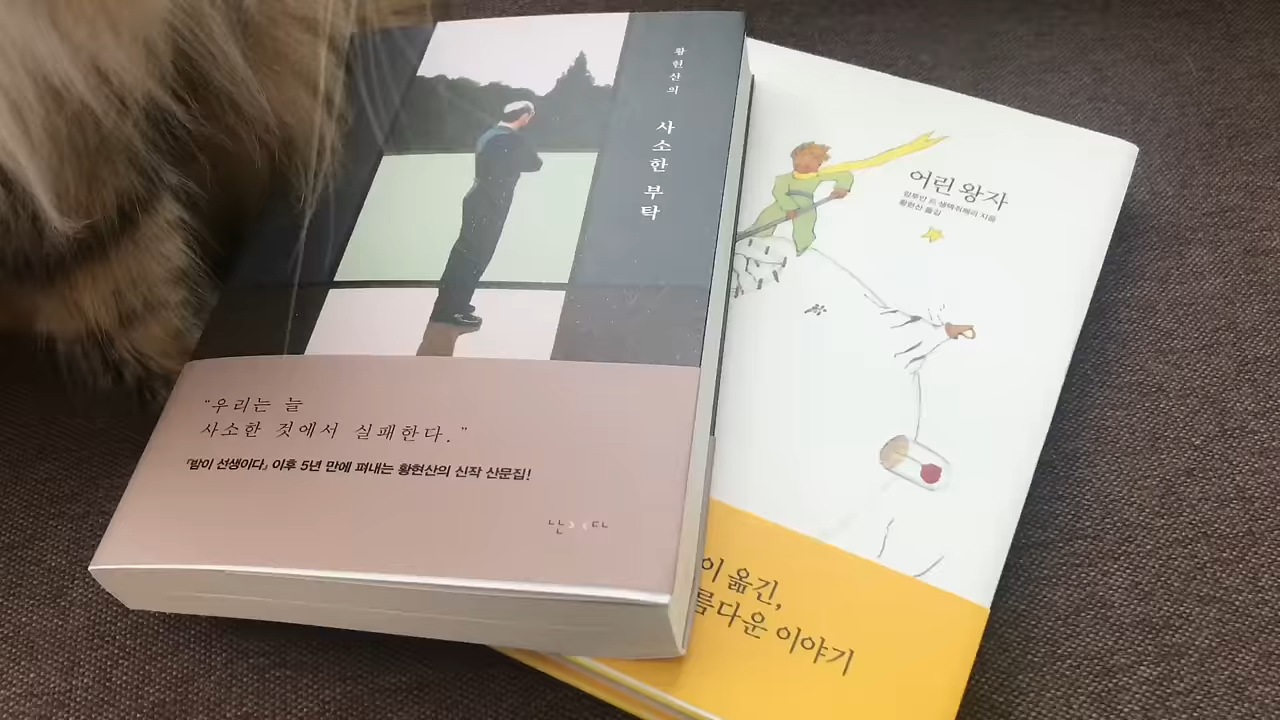 황현산의
사소한 부탁
“우리는 늘
사소한 것에서 실패한다.”
『밤이 선생이다』 이후 5년 만에 펴내는 황현산의 신작 산문집!
난다
어린 왕자
앙투안 드 생텍쥐페리 지음
황현산 옮김
이 옮긴,
름다운 이야기